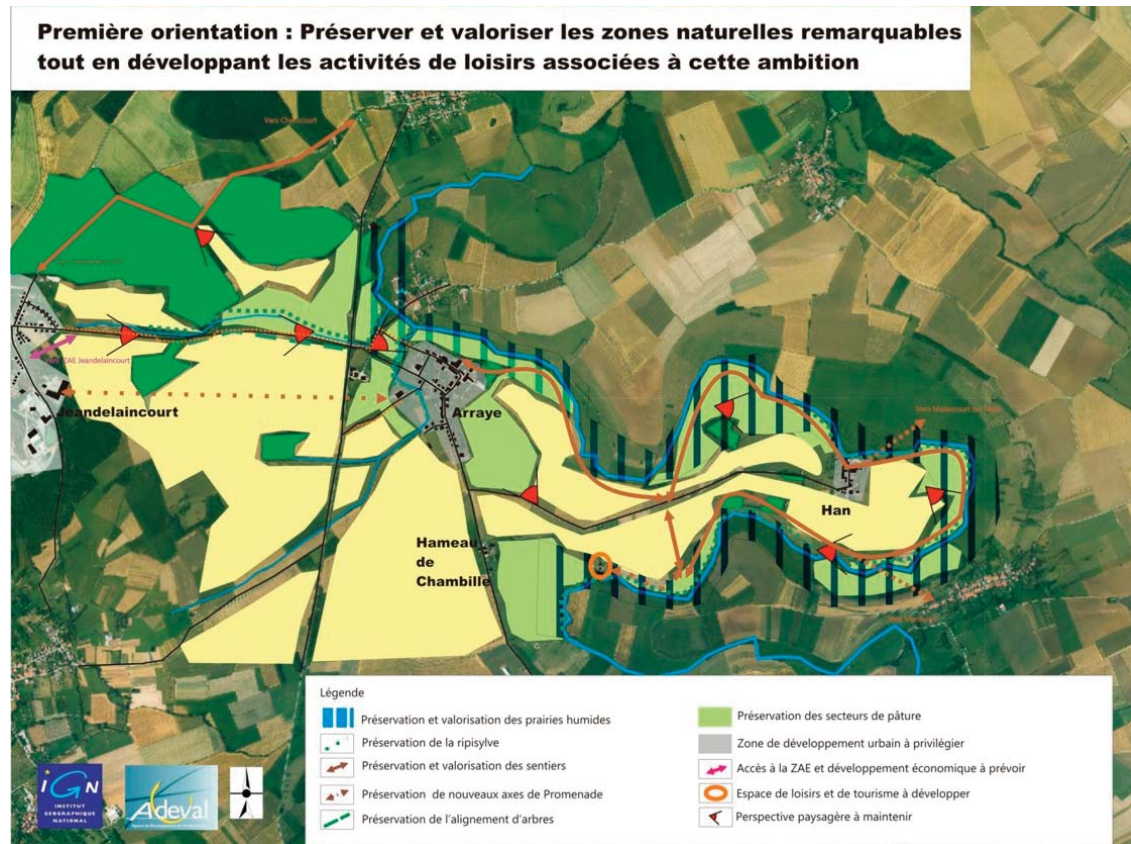 Première orientation : Préserver et valoriser les zones naturelles remarquables
tout en développant les activités de loisirs associées à cette ambition
ZAE Jeandelaincourt
Jeandelaincourt
Arraye
Han
Hameau
de
Chambille
Légende
Préservation et valorisation des prairies humides
Préservation de la ripisylve
Préservation et valorisation des sentiers
Préservation de nouveaux axes de Promenade
Préservation de l'alignement d'arbres
Préservation des secteurs de pâture
Zone de développement urbain à privilégier
Accès à la ZAE et développement économique à prévoir
Espace de loisirs et de tourisme à développer
Perspective paysagère à maintenir
IGN
INSTITUT
GEOGRAPHIQUE
NATIONAL
Adeval